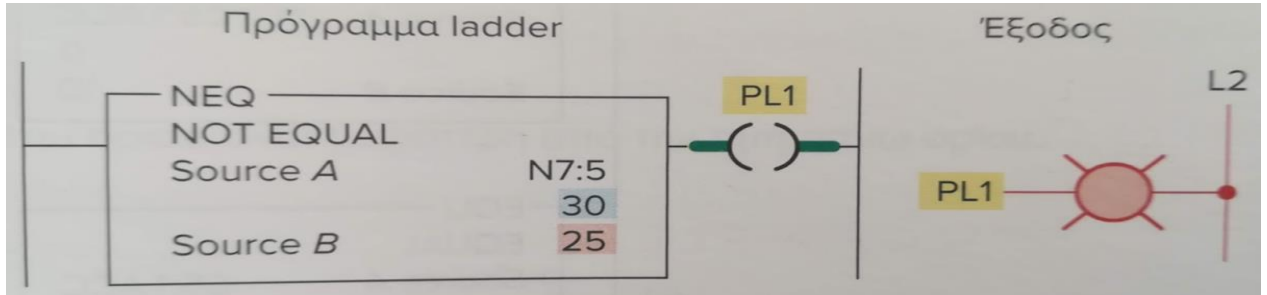 Πρόγραμμα ladder
Έξοδος
NEQ
NOT EQUAL
Source A N7:5
30
Source B 25
PL1
L2
PL1